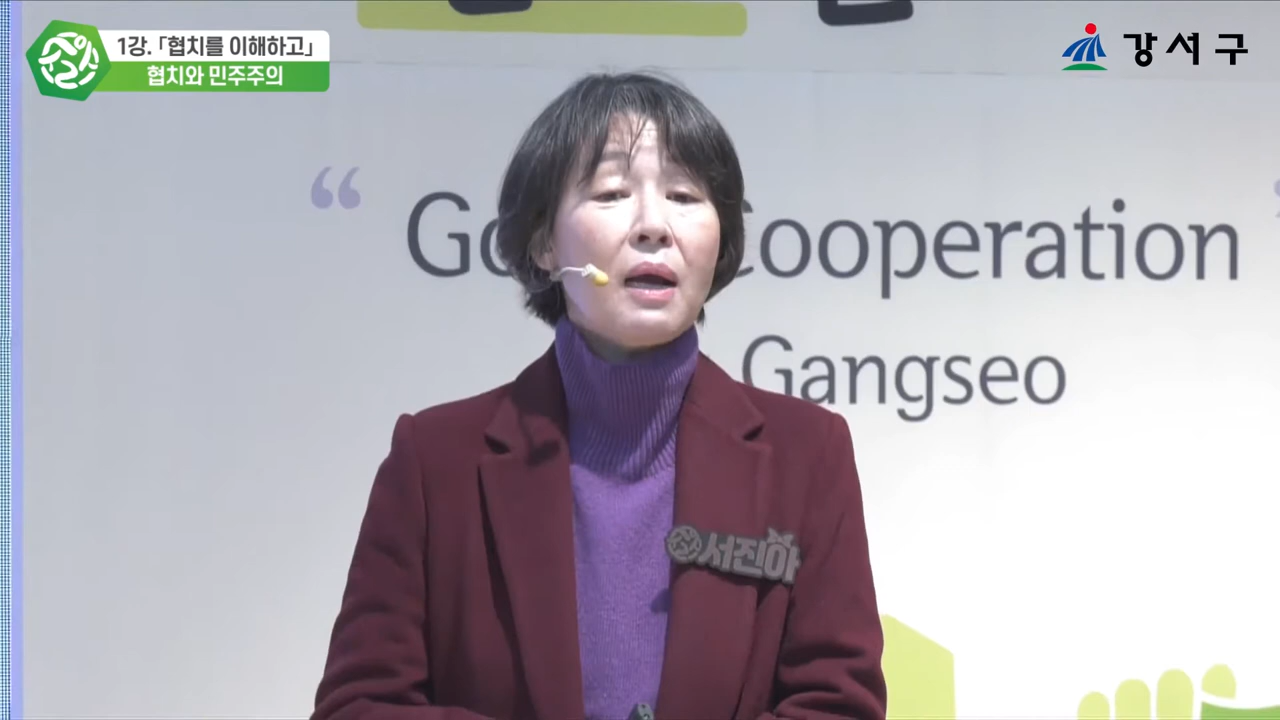 1강. 「협치를 이해하고」
협치와 민주주의
강서구
“ Go Cooperation
Gangseo
서진아